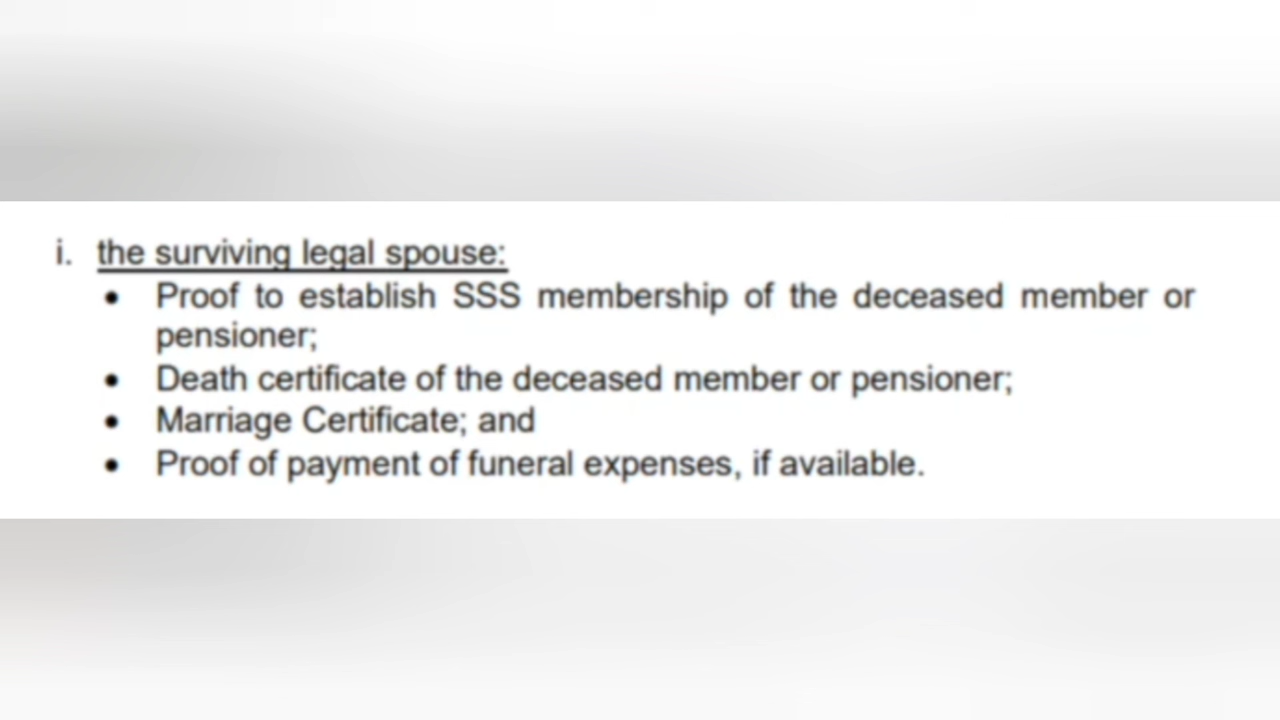 i. the surviving legal spouse:
• Proof to establish SSS membership of the deceased member or
pensioner;
• Death certificate of the deceased member or pensioner;
• Marriage Certificate; and
• Proof of payment of funeral expenses, if available.